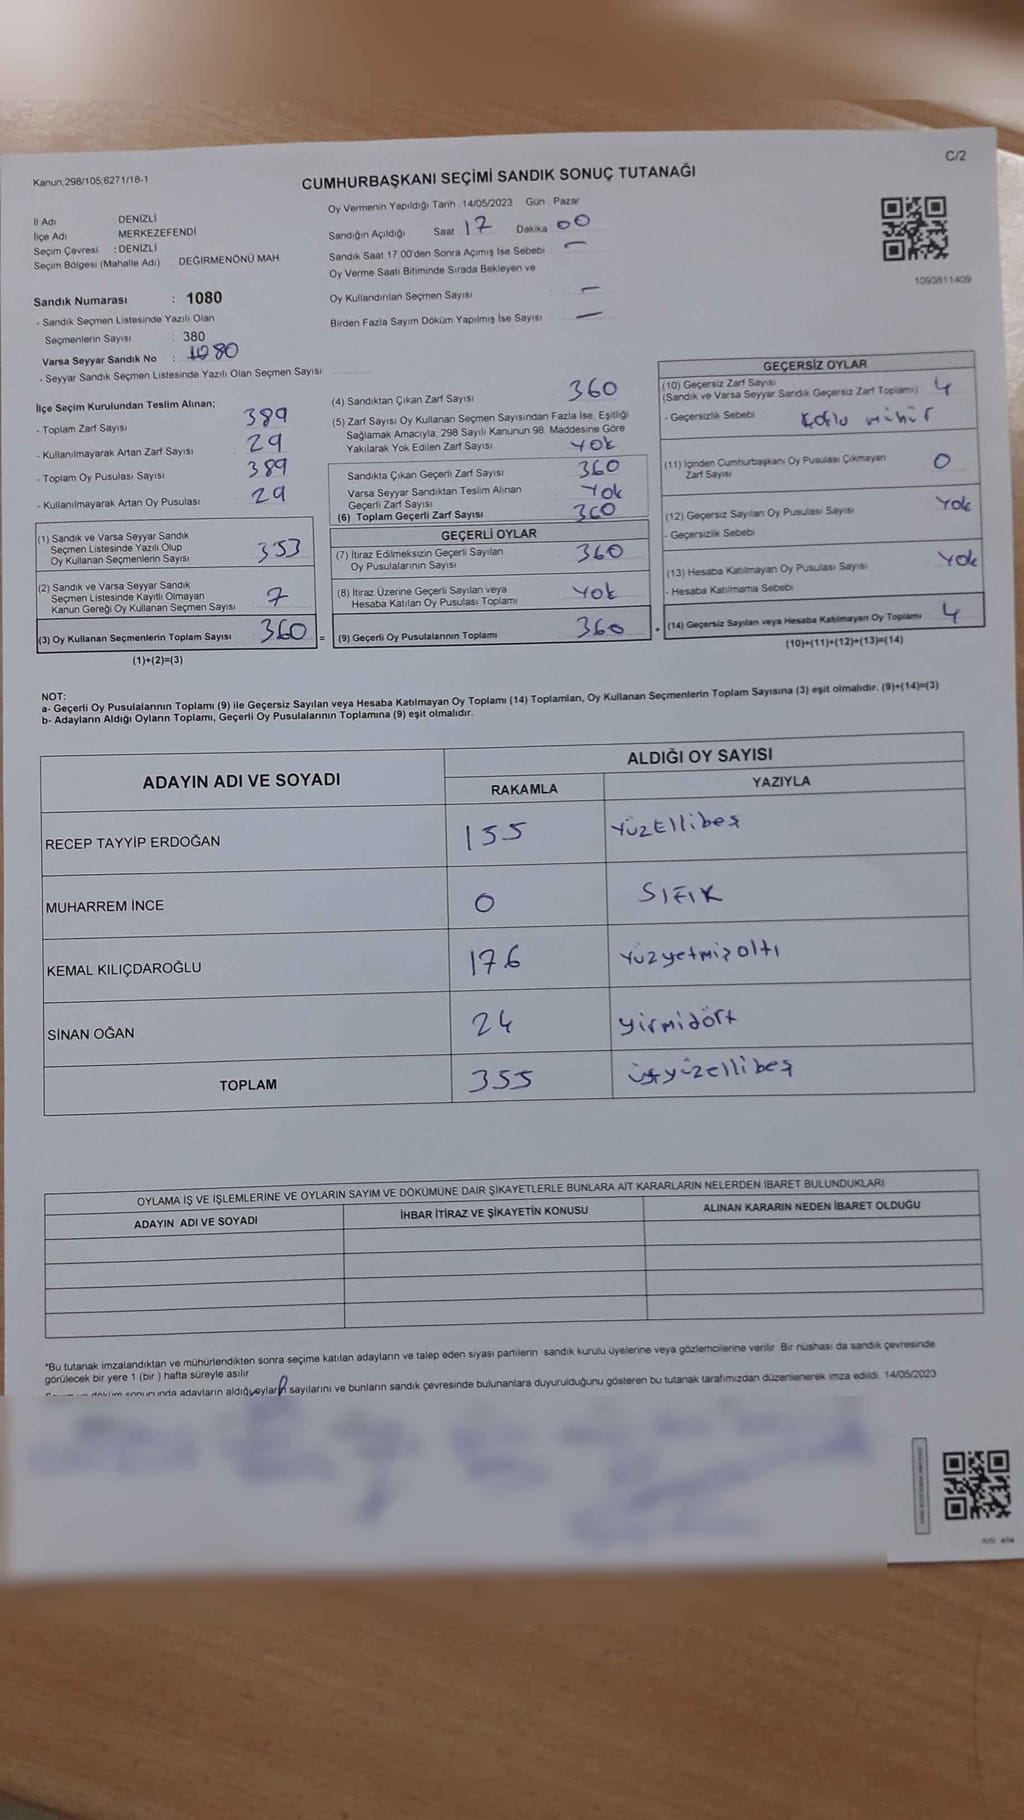 C/2
Kanun;298/105;6271/18-1
CUMHURBAŞKANI SEÇİMİ SANDIK SONUÇ TUTANAĞI
Oy Vermenin Yapıldığı Tarih 14/05/2023 Gün Pazar
İl Adı DENİZLİ
İlçe Adı MERKEZEFENDİ
Seçim Çevresi : DENİZLİ
Seçim Bölgesi (Mahalle Adı) DEĞİRMENÖNÜ MAH
Sandığın Açıldığı Saat 17 Dakika 00
Sandık Saat 17:00'den Sonra Açımış İse Sebebi —
Oy Verme Saati Bitiminde Sırada Bekleyen ve
Oy Kullandırılan Seçmen Sayısı —
Birden Fazla Sayım Döküm Yapılmış İse Sayısı —
1093811409
Sandık Numarası : 1080
- Sandık Seçmen Listesinde Yazılı Olan
Seçmenlerin Sayısı : 380
Varsa Seyyar Sandık No : 1080
- Seyyar Sandık Seçmen Listesinde Yazılı Olan Seçmen Sayısı:
İlçe Seçim Kurulundan Teslim Alınan;
- Toplam Zarf Sayısı 389
- Kullanılmayarak Artan Zarf Sayısı 29
- Toplam Oy Pusulası Sayısı 389
- Kullanılmayarak Artan Oy Pusulası 29
(1) Sandık ve Varsa Seyyar Sandık
Seçmen Listesinde Yazılı Olup
Oy Kullanan Seçmenlerin Sayısı 353
(2) Sandık ve Varsa Seyyar Sandık
Seçmen Listesinde Kayıtlı Olmayan
Kanun Gereği Oy Kullanan Seçmen Sayısı 7
(3) Oy Kullanan Seçmenlerin Toplam Sayısı 360 =
(1)+(2)=(3)
(4) Sandıktan Çıkan Zarf Sayısı 360
(5) Zarf Sayısı Oy Kullanan Seçmen Sayısından Fazla İse, Eşitliği
Sağlamak Amacıyla, 298 Sayılı Kanunun 98. Maddesine Göre
Yakılarak Yok Edilen Zarf Sayısı YOK
Sandıkta Çıkan Geçerli Zarf Sayısı 360
Varsa Seyyar Sandıktan Teslim Alınan
Geçerli Zarf Sayısı Yok
(6) Toplam Geçerli Zarf Sayısı 360
GEÇERLİ OYLAR
(7) İtiraz Edilmeksizin Geçerli Sayılan
Oy Pusulalarının Sayısı 360
(8) İtiraz Üzerine Geçerli Sayılan veya
Hesaba Katılan Oy Pusulası Toplamı YOK
(9) Geçerli Oy Pusulalarının Toplamı 360 +
GEÇERSİZ OYLAR
(10) Geçersiz Zarf Sayısı
(Sandık ve Varsa Seyyar Sandık Geçersiz Zarf Toplamı) 4
- Geçersizlik Sebebi mühür
(11) İçinden Cumhurbaşkanı Oy Pusulası Çıkmayan
Zarf Sayısı 0
(12) Geçersiz Sayılan Oy Pusulası Sayısı Yok
- Geçersizlik Sebebi
(13) Hesaba Katılmayan Oy Pusulası Sayısı Yok
- Hesaba Katılmama Sebebi
(14) Geçersiz Sayılan veya Hesaba Katılmayan Oy Toplamı 4
(10)+(11)+(12)+(13)=(14)
NOT:
a- Geçerli Oy Pusulalarının Toplamı (9) ile Geçersiz Sayılan veya Hesaba Katılmayan Oy Toplamı (14) Toplamları, Oy Kullanan Seçmenlerin Toplam Sayısına (3) eşit olmalıdır. (9)+(14)=(3)
b- Adayların Aldığı Oyların Toplamı, Geçerli Oy Pusulalarının Toplamına (9) eşit olmalıdır.
ADAYIN ADI VE SOYADI ALDIĞI OY SAYISI
RAKAMLA YAZIYLA
RECEP TAYYİP ERDOĞAN 155 YüzEllibeş
MUHARREM İNCE 0 SIFIR
KEMAL KILIÇDAROĞLU 176 Yüzyetmişaltı
SİNAN OĞAN 24 yirmidört
TOPLAM 355 üçyüzellibeş
OYLAMA İŞ VE İŞLEMLERİNE VE OYLARIN SAYIM VE DÖKÜMÜNE DAİR ŞİKAYETLERLE BUNLARA AİT KARARLARIN NELERDEN İBARET BULUNDUKLARI
ADAYIN ADI VE SOYADI İHBAR İTİRAZ VE ŞİKAYETİN KONUSU ALINAN KARARIN NEDEN İBARET OLDUĞU
*Bu tutanak imzalandıktan ve mühürlendikten sonra seçime katılan adayların ve talep eden siyasi partilerin sandık kurulu üyelerine veya gözlemcilerine verilir. Bir nüshası da sandık çevresinde
görülecek bir yere 1 (bir ) hafta süreyle asılır.
döküm sonucunda adayların aldığı oyların sayılarını ve bunların sandık çevresinde bulunanlara duyurulduğunu gösteren bu tutanak tarafımızdan düzenlenerek imza edildi. 14/05/2023